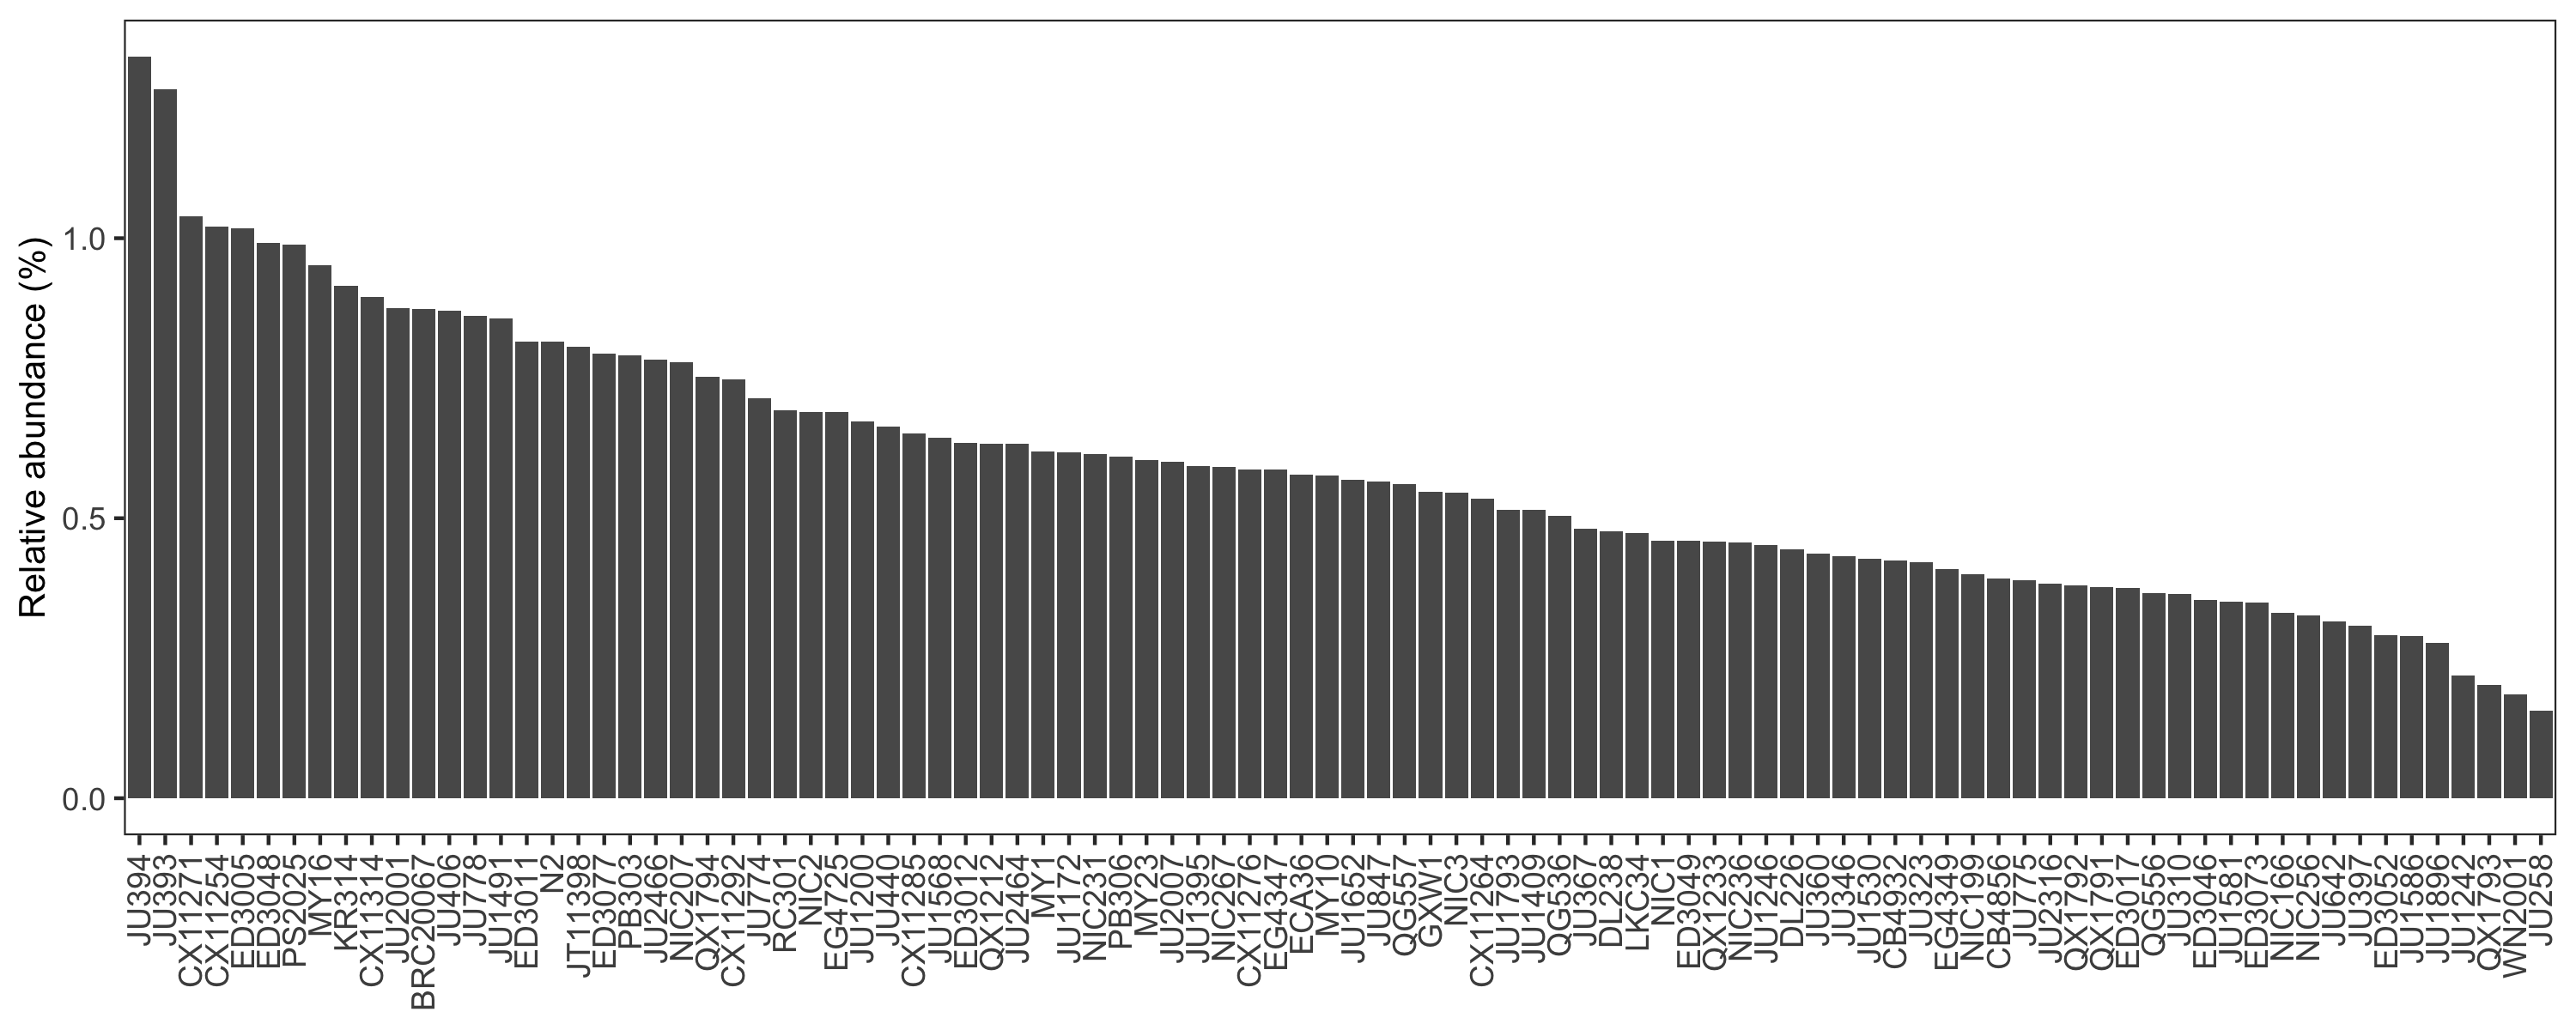 Relative abundance (%)
1.0
0.5
0.0
JU394
JU393
CX11271
CX11254
ED3005
ED3048
PS2025
MY16
KR314
CX11314
JU2001
BRC20067
JU406
JU778
JU1491
ED3011
N2
JT11398
ED3077
PB303
JU2466
NIC207
QX1794
CX11292
JU774
RC301
NIC2
EG4725
JU1200
JU440
CX11285
JU1568
ED3012
QX1212
JU2464
MY1
JU1172
NIC231
PB306
MY23
JU2007
JU1395
NIC267
CX11276
EG4347
ECA36
MY10
JU1652
JU847
QG557
GXW1
NIC3
CX11264
JU1793
JU1409
QG536
JU367
DL238
LKC34
NIC1
ED3049
QX1233
NIC236
JU1246
DL226
JU360
JU346
JU1530
CB4932
JU323
EG4349
NIC199
CB4856
JU775
JU2316
QX1792
QX1791
ED3017
QG556
JU310
ED3046
JU1581
ED3073
NIC166
NIC256
JU642
JU397
ED3052
JU1586
JU1896
JU1242
QX1793
WN2001
JU258